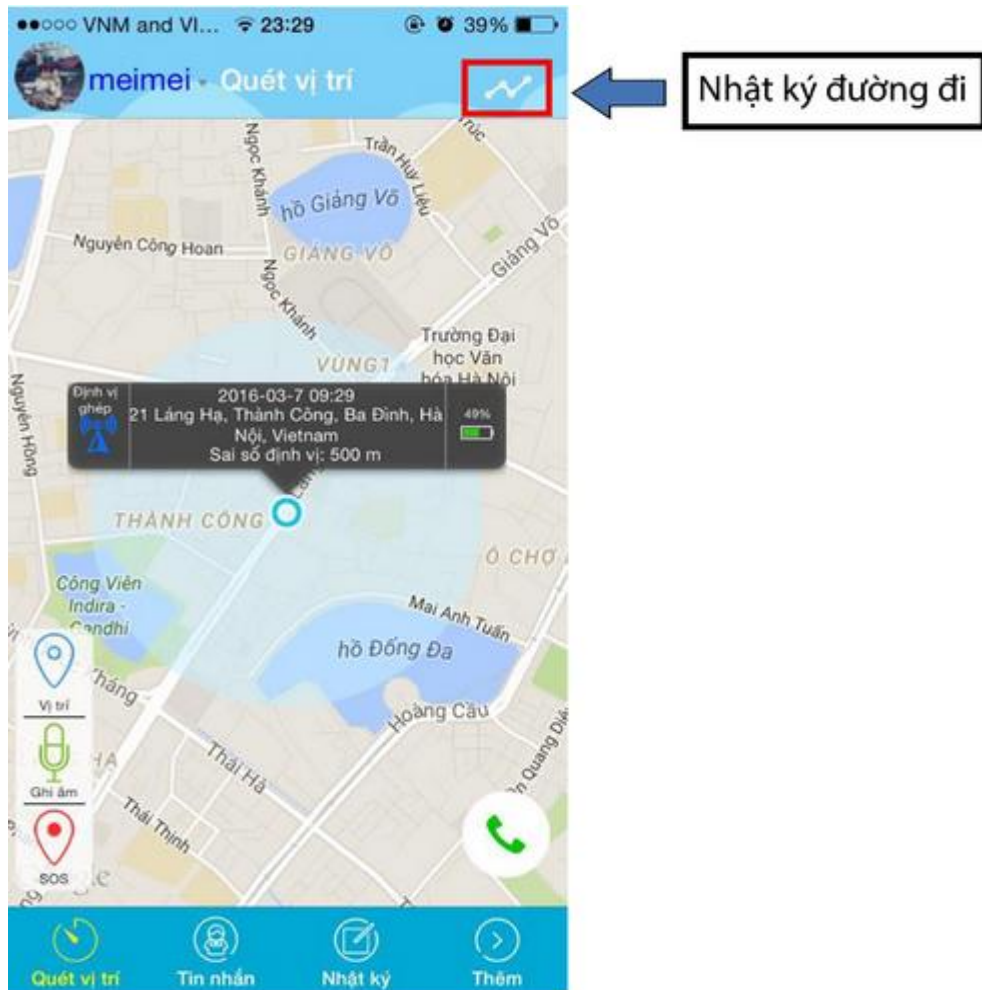 VNM and VI... 23:29 39%
meimei Quét vị trí
Nhật ký đường đi
Trúc
Trần Huy Liệu
Ngọc Khánh
hồ Giảng Võ
Nguyễn Công Hoan
GIẢNG VÕ
Giảng Võ
Ngọc Khánh
Trường Đại
học Văn
hóa Hà Nội
VÙNG1
Nguyên Hồng
Định vị
ghép
2016-03-7 09:29
21 Láng Hạ, Thành Công, Ba Đình, Hà
Nội, Vietnam
Sai số định vị: 500 m
49%
THÀNH CÔNG
Ô CHỢ
Công Viên
Indira -
Gandhi
Mai Anh Tuấn
hồ Đống Đa
Vị trí
Hoàng Cầu
Ghi âm
Thái Hà
Thái Thịnh
SOS
Quét vị trí
Tin nhắn
Nhật ký
Thêm